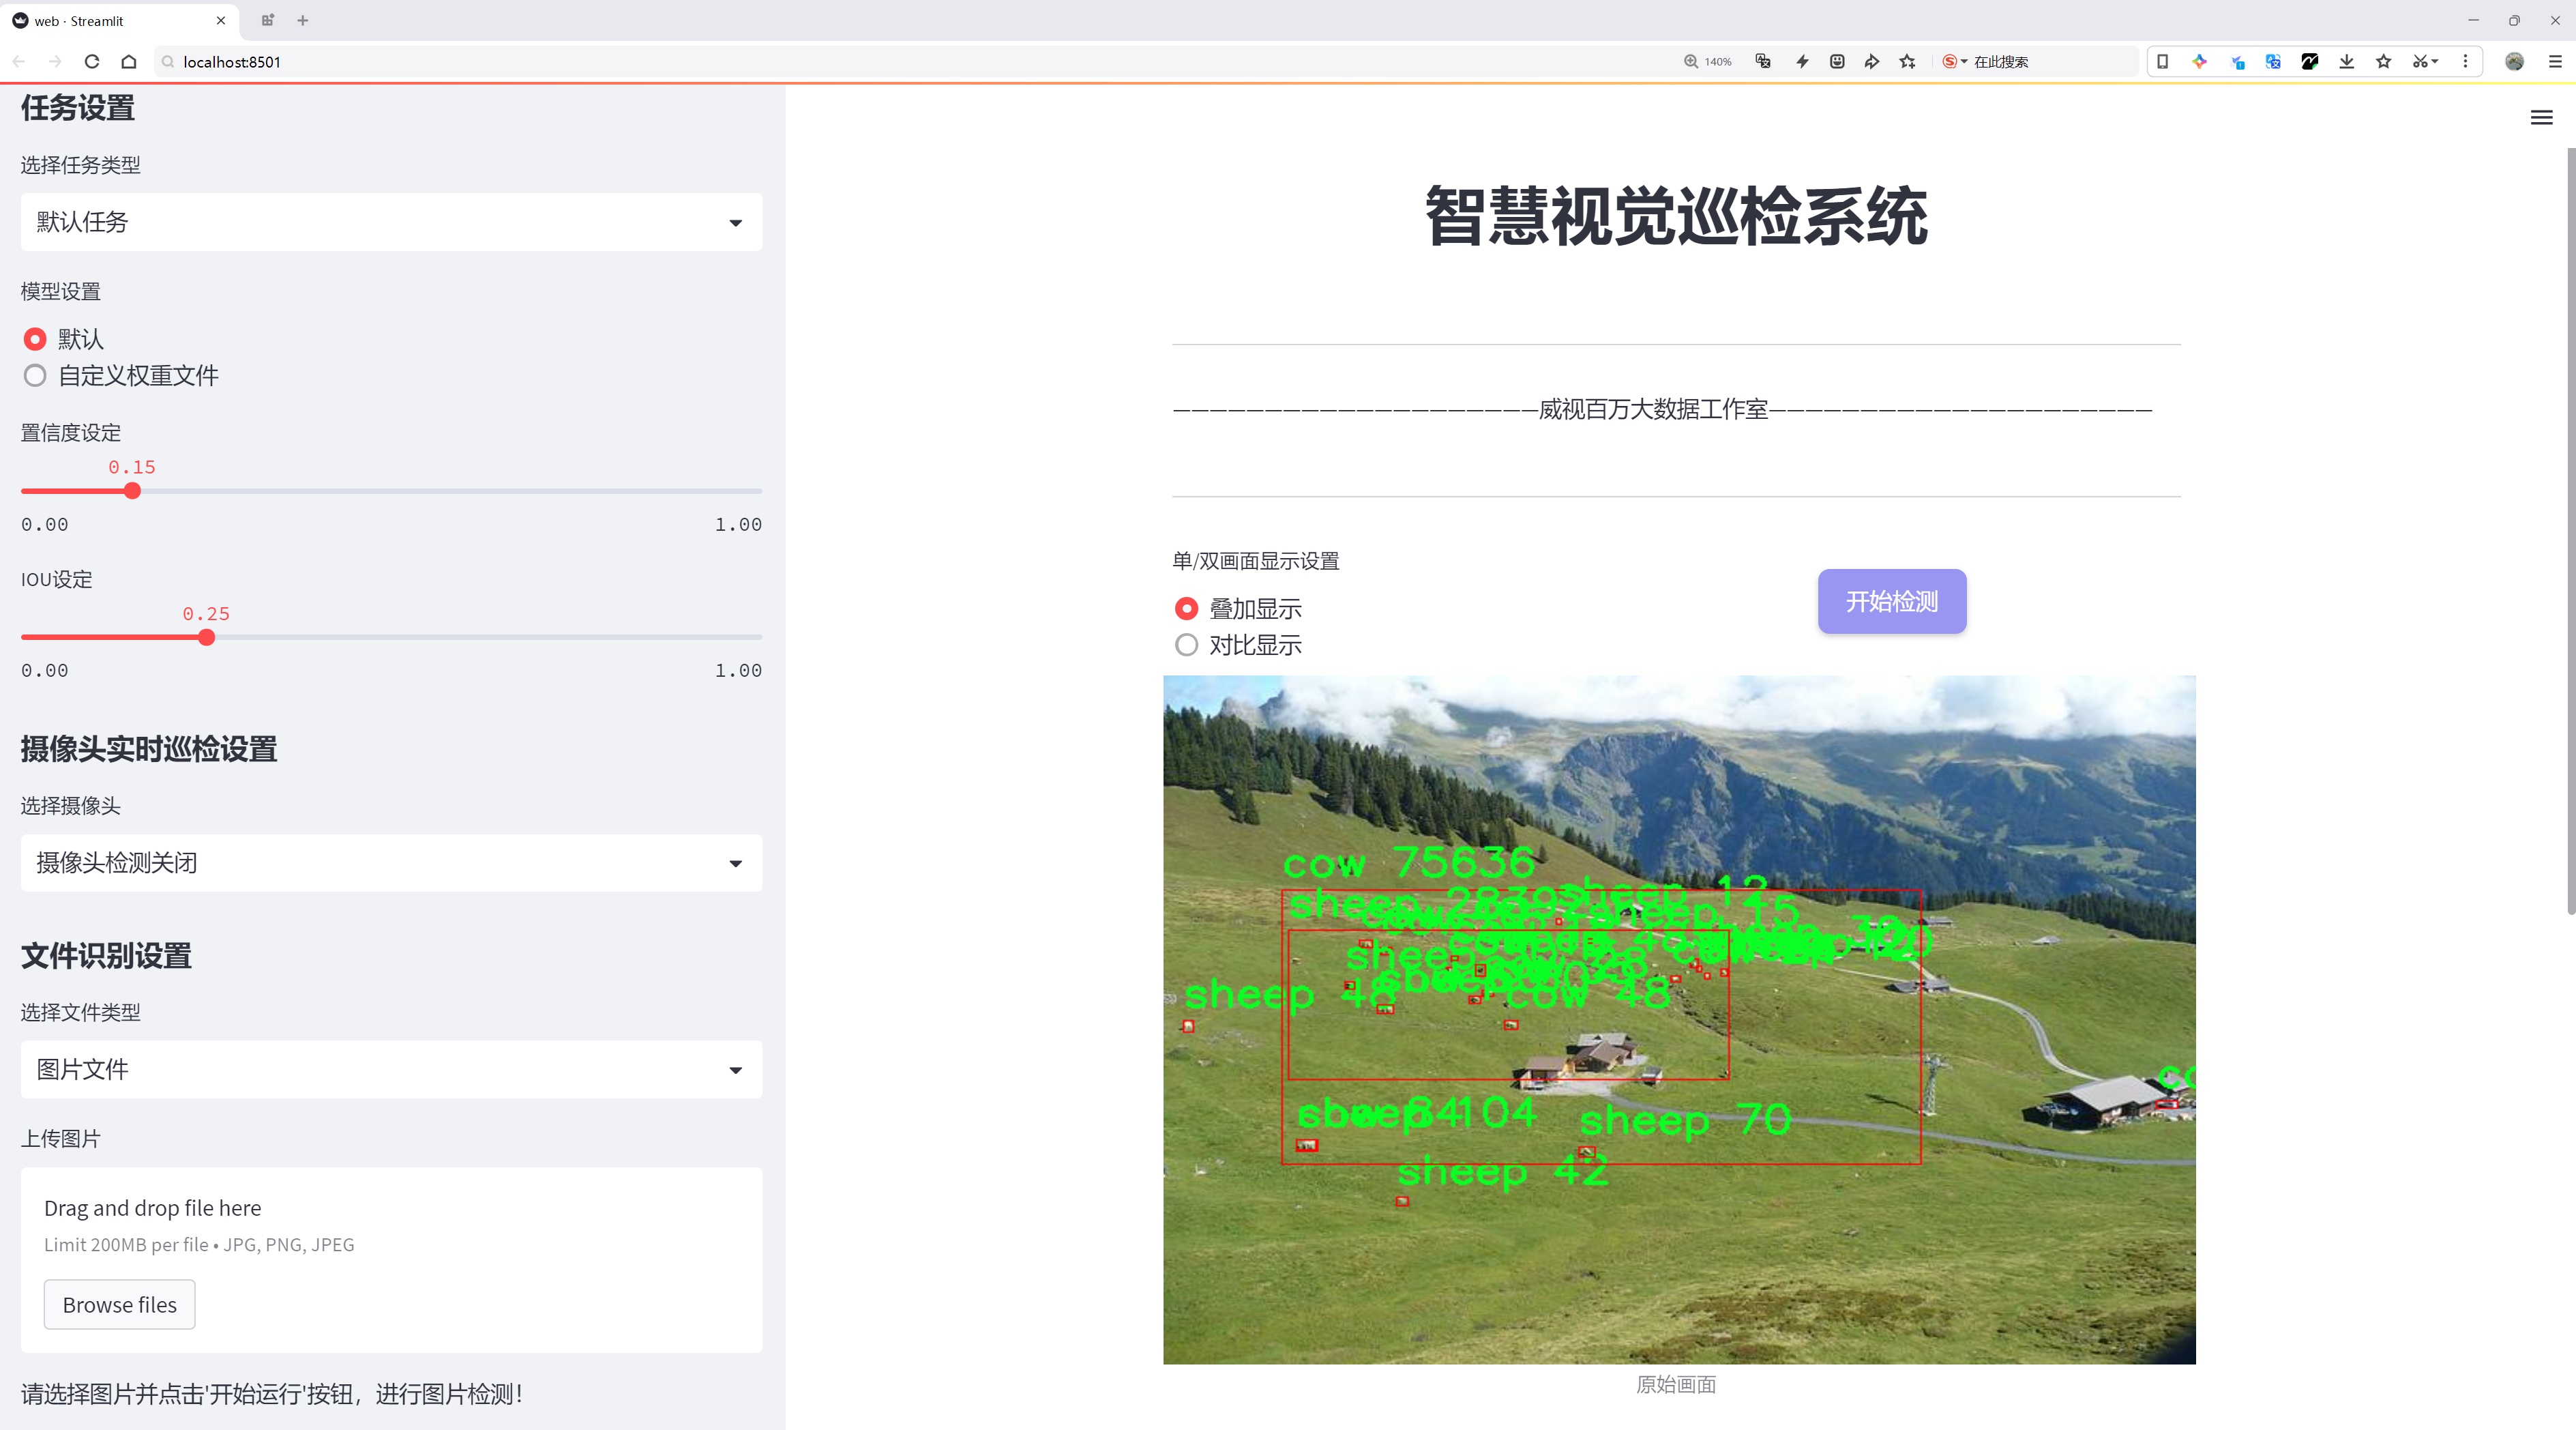 web · Streamlit
localhost:8501
140%
在此搜索
任务设置
选择任务类型
默认任务
模型设置
默认
自定义权重文件
置信度设定
0.15
0.00
1.00
IOU设定
0.25
0.00
1.00
摄像头实时巡检设置
选择摄像头
摄像头检测关闭
文件识别设置
选择文件类型
图片文件
上传图片
Drag and drop file here
Limit 200MB per file • JPG, PNG, JPEG
Browse files
请选择图片并点击'开始运行'按钮，进行图片检测！
智慧视觉巡检系统
————————————————————威视百万大数据工作室—————————————————————
单/双画面显示设置
叠加显示
对比显示
开始检测
cow 75636
sheep
sheep 12
sheep 15
sheep 48
cow 48
sheep 70
sheep 42
原始画面